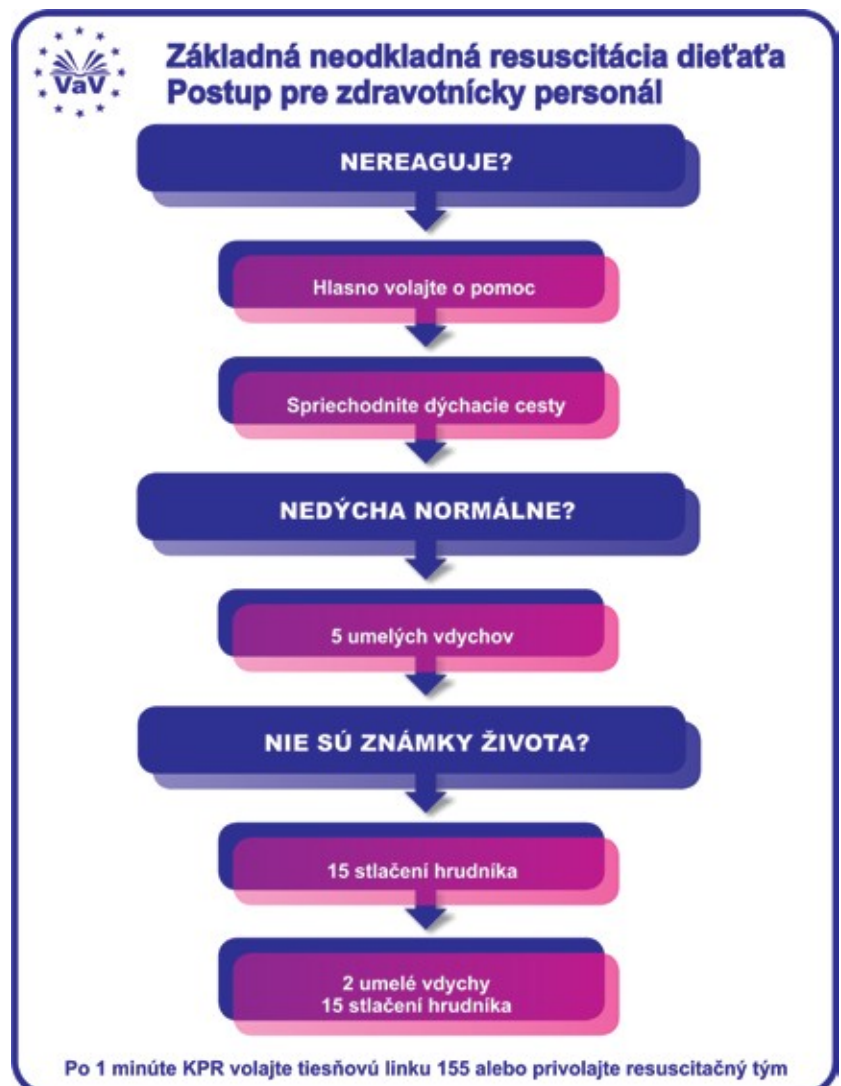 VaV
Základná neodkladná resuscitácia dieťaťa
Postup pre zdravotnícky personál
NEREAGUJE?
Hlasno volajte o pomoc
Spriechodnite dýchacie cesty
NEDÝCHA NORMÁLNE?
5 umelých vdychov
NIE SÚ ZNÁMKY ŽIVOTA?
15 stlačení hrudníka
2 umelé vdychy
15 stlačení hrudníka
Po 1 minúte KPR volajte tiesňovú linku 155 alebo privolajte resuscitačný tým